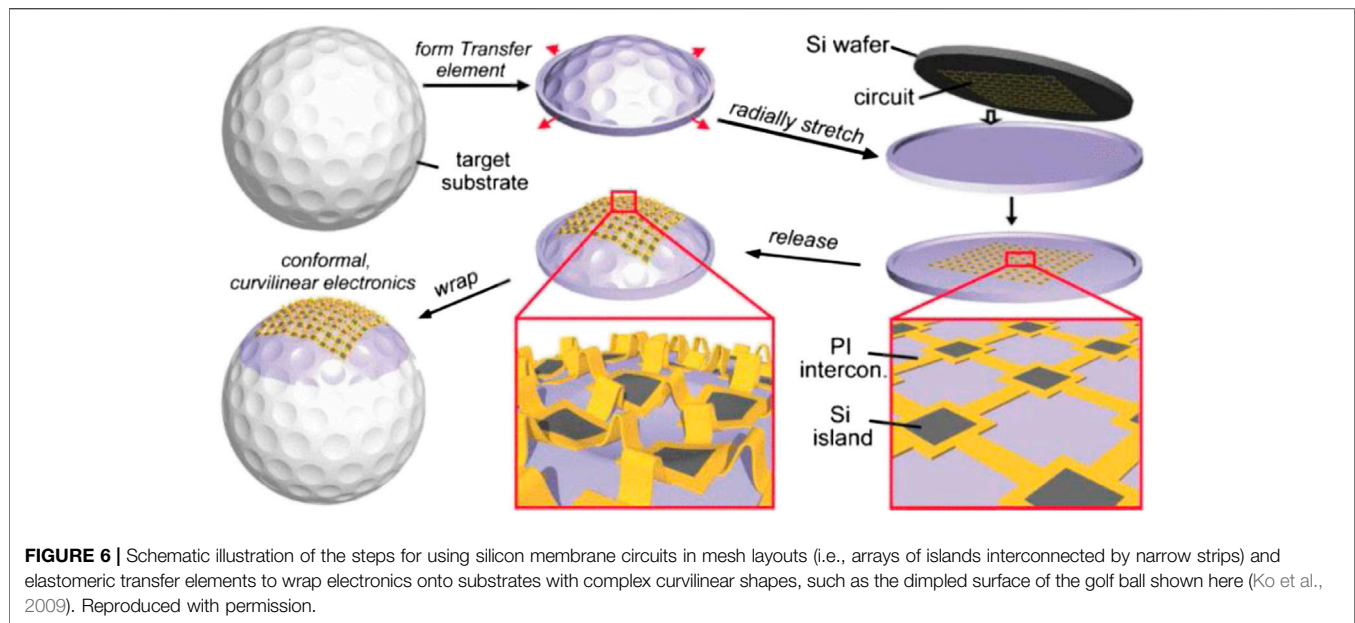 form Transfer
element
Si wafer
circuit
radially stretch
target
substrate
release
conformal,
curvilinear electronics
wrap
PI
intercon.
Si
island
FIGURE 6 | Schematic illustration of the steps for using silicon membrane circuits in mesh layouts (i.e., arrays of islands interconnected by narrow strips) and
elastomeric transfer elements to wrap electronics onto substrates with complex curvilinear shapes, such as the dimpled surface of the golf ball shown here (Ko et al.,
2009). Reproduced with permission.